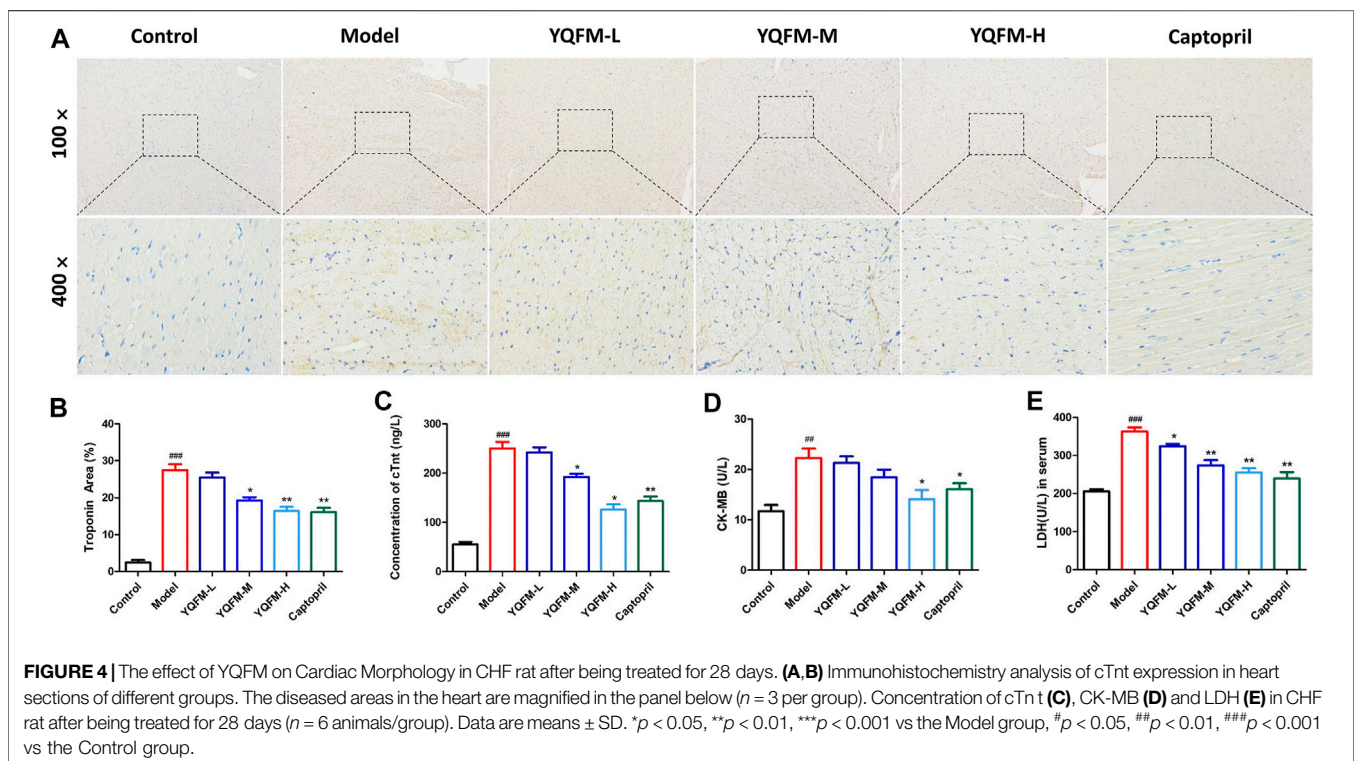 A
Control Model YQFM-L YQFM-M YQFM-H Captopril
100 ×
400 ×
B
Troponin Area (%)
40
30
20
10
0
###
*
**
**
Control Model YQFM-L YQFM-M YQFM-H Captopril
C
Concentration of cTnt (ng/L)
300
200
100
0
###
*
*
**
Control Model YQFM-L YQFM-M YQFM-H Captopril
D
CK-MB (U/L)
30
20
10
0
##
*
*
Control Model YQFM-L YQFM-M YQFM-H Captopril
E
LDH(U/L) in serum
400
300
200
100
0
###
*
**
**
**
Control Model YQFM-L YQFM-M YQFM-H Captopril
FIGURE 4 | The effect of YQFM on Cardiac Morphology in CHF rat after being treated for 28 days. (A,B) Immunohistochemistry analysis of cTnt expression in heart
sections of different groups. The diseased areas in the heart are magnified in the panel below (n = 3 per group). Concentration of cTn t (C), CK-MB (D) and LDH (E) in CHF
rat after being treated for 28 days (n = 6 animals/group). Data are means ± SD. *p < 0.05, **p < 0.01, ***p < 0.001 vs the Model group, #p < 0.05, ##p < 0.01, ###p < 0.001
vs the Control group.